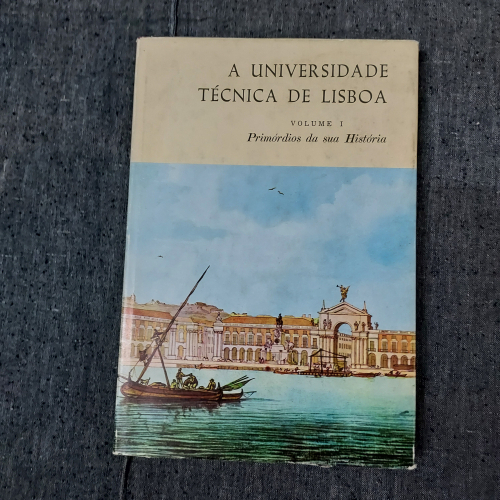 A UNIVERSIDADE
TÉCNICA DE LISBOA
VOLUME I
Primórdios da sua História